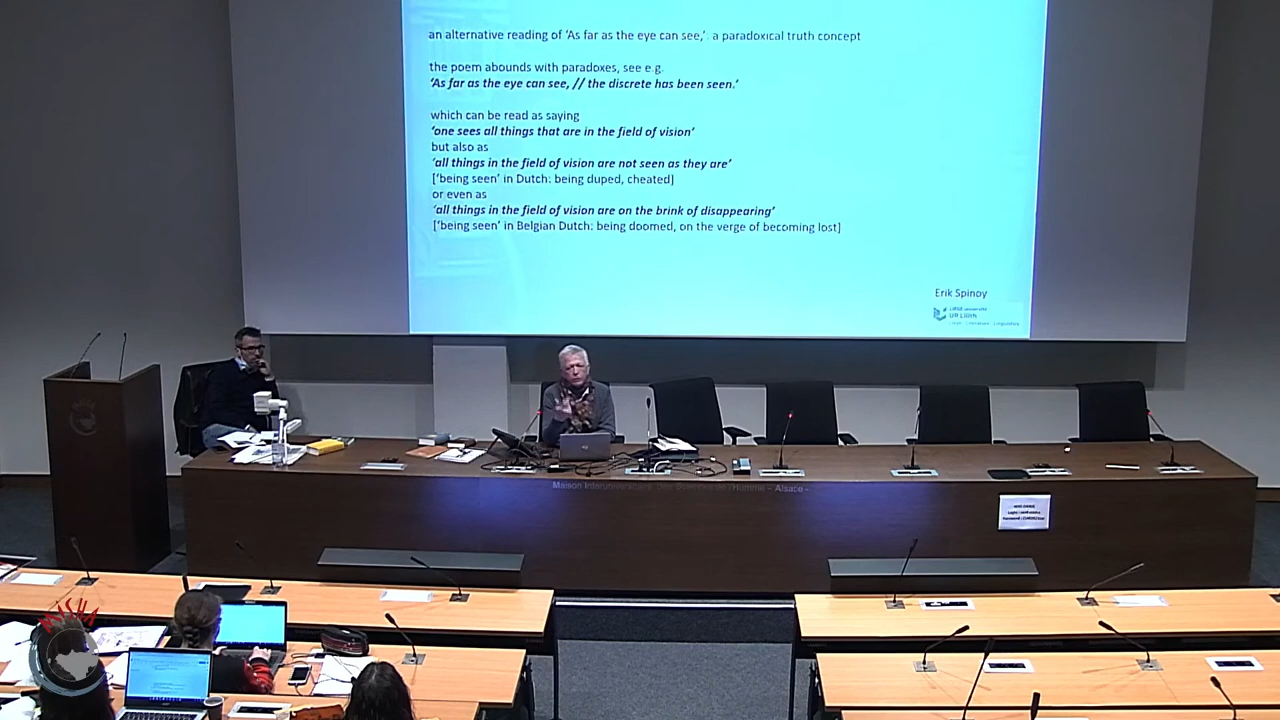 an alternative reading of ‘As far as the eye can see,’: a paradoxical truth concept
the poem abounds with paradoxes, see e.g.
‘As far as the eye can see, // the discrete has been seen.’
which can be read as saying
‘one sees all things that are in the field of vision’
but also as
‘all things in the field of vision are not seen as they are’
[‘being seen’ in Dutch: being duped, cheated]
or even as
‘all things in the field of vision are on the brink of disappearing’
[‘being seen’ in Belgian Dutch: being doomed, on the verge of becoming lost]
Erik Spinoy
LIÈGE université
UR Lilith
Maison Interuniversitaire des Sciences de l'Homme – Alsace -
MISHA